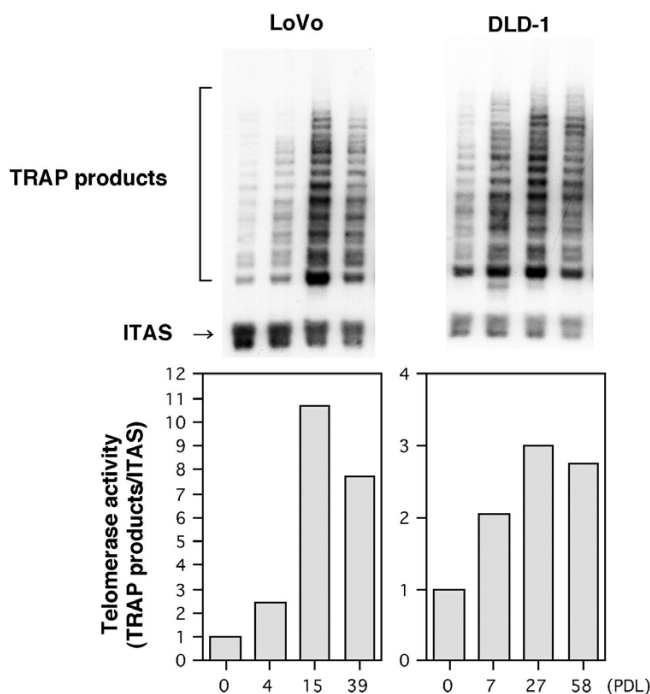 LoVo DLD-1
TRAP products
ITAS →
Telomerase activity
(TRAP products/ITAS)
12
11
10
9
8
7
6
5
4
3
2
1
0
0 4 15 39
4
3
2
1
0
0 7 27 58 (PDL)